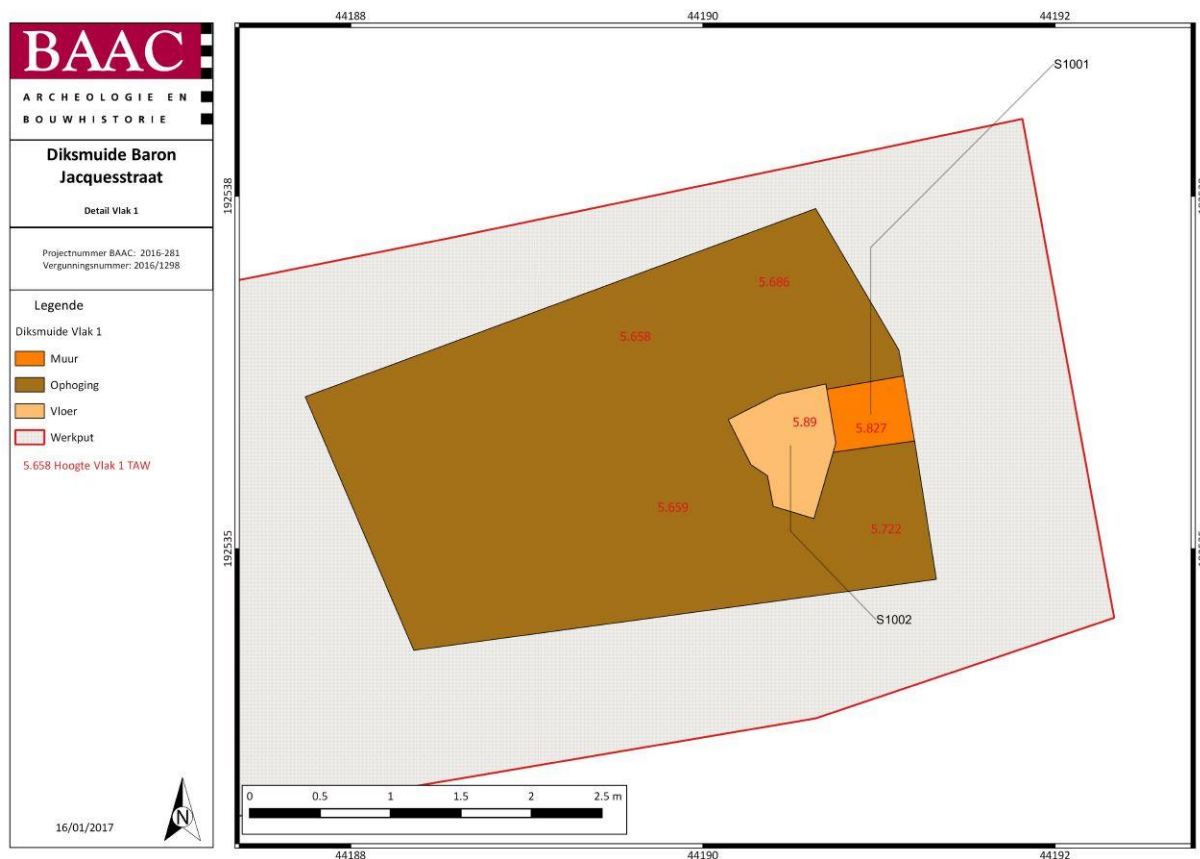 BAAC
ARCHEOLOGIE EN
BOUWHISTORIE
Diksmuide Baron
Jacquesstraat
Detail Vlak 1
Projectnummer BAAC: 2016-281
Vergunningsnummer: 2016/1298
Legende
Diksmuide Vlak 1
Muur
Ophoging
Vloer
Werkput
5.658 Hoogte Vlak 1 TAW
16/01/2017
N
44188 44190 44192
S1001
192538
5.686
5.658
5.89
5.827
5.659
5.722
192535
S1002
0 0.5 1 1.5 2 2.5 m
44188 44190 44192